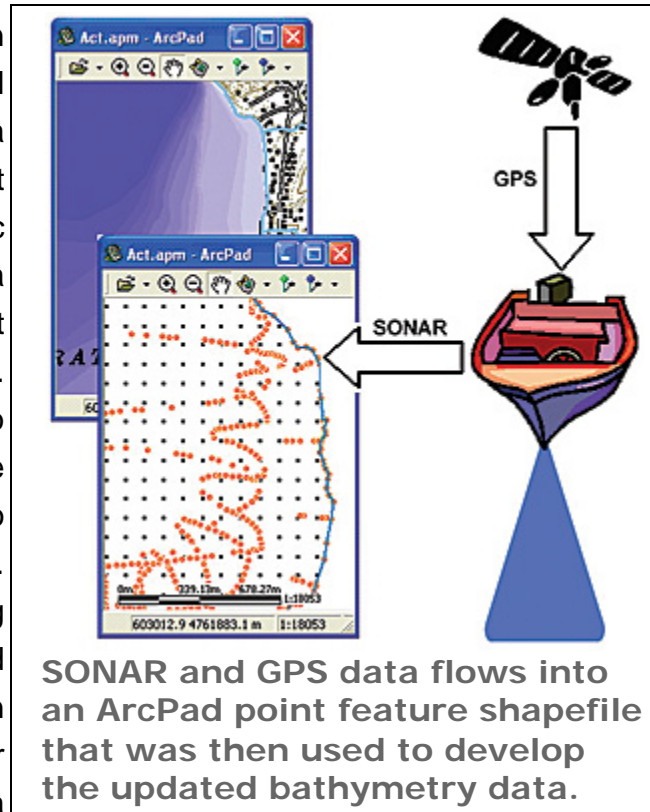 Act.apm - ArcPad
GPS
Act.apm - ArcPad
SONAR
RAT
60
0m 339.13m 678.27m
1:18053
603012.9 4761883.1 m 1:18053
SONAR and GPS data flows into
an ArcPad point feature shapefile
that was then used to develop
the updated bathymetry data.